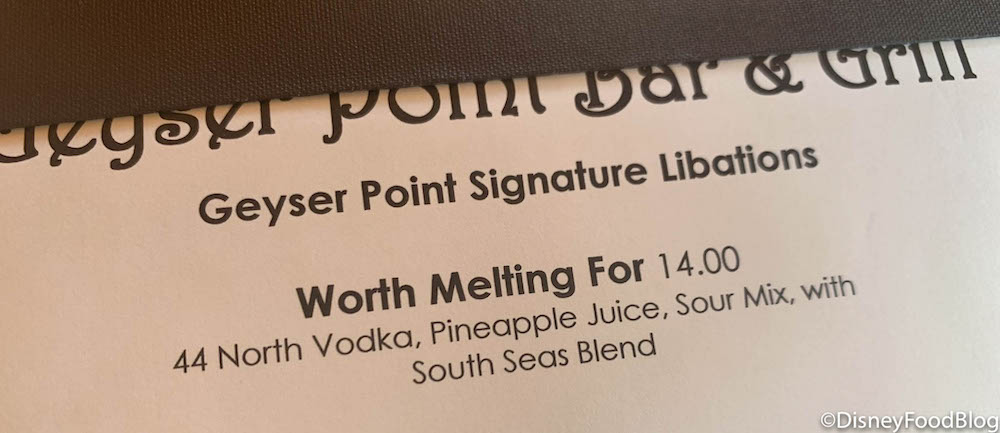 Geyser Point Bar & Grill
Geyser Point Signature Libations
Worth Melting For 14.00
44 North Vodka, Pineapple Juice, Sour Mix, with
South Seas Blend
©DisneyFoodBlog